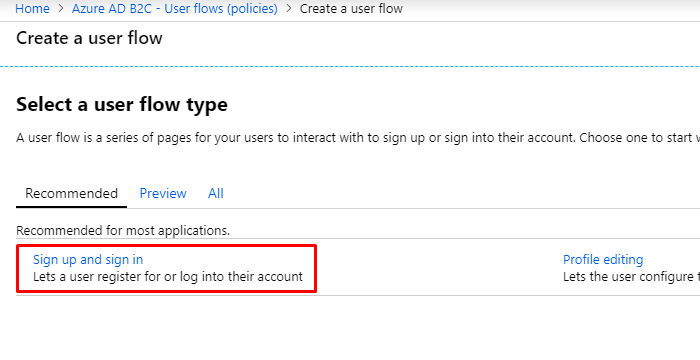 Home > Azure AD B2C - User flows (policies) > Create a user flow
Create a user flow
Select a user flow type
A user flow is a series of pages for your users to interact with to sign up or sign into their account. Choose one to start
Recommended Preview All
Recommended for most applications.
Sign up and sign in Profile editing
Lets a user register for or log into their account Lets the user configure